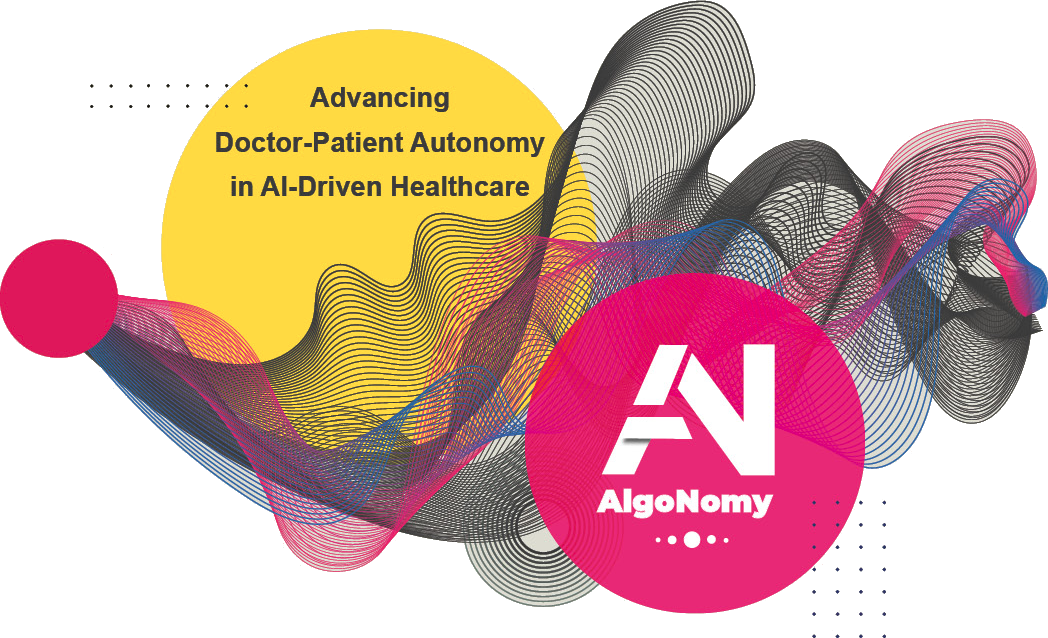 Advancing
Doctor-Patient Autonomy
in AI-Driven Healthcare
AN
AlgoNomy